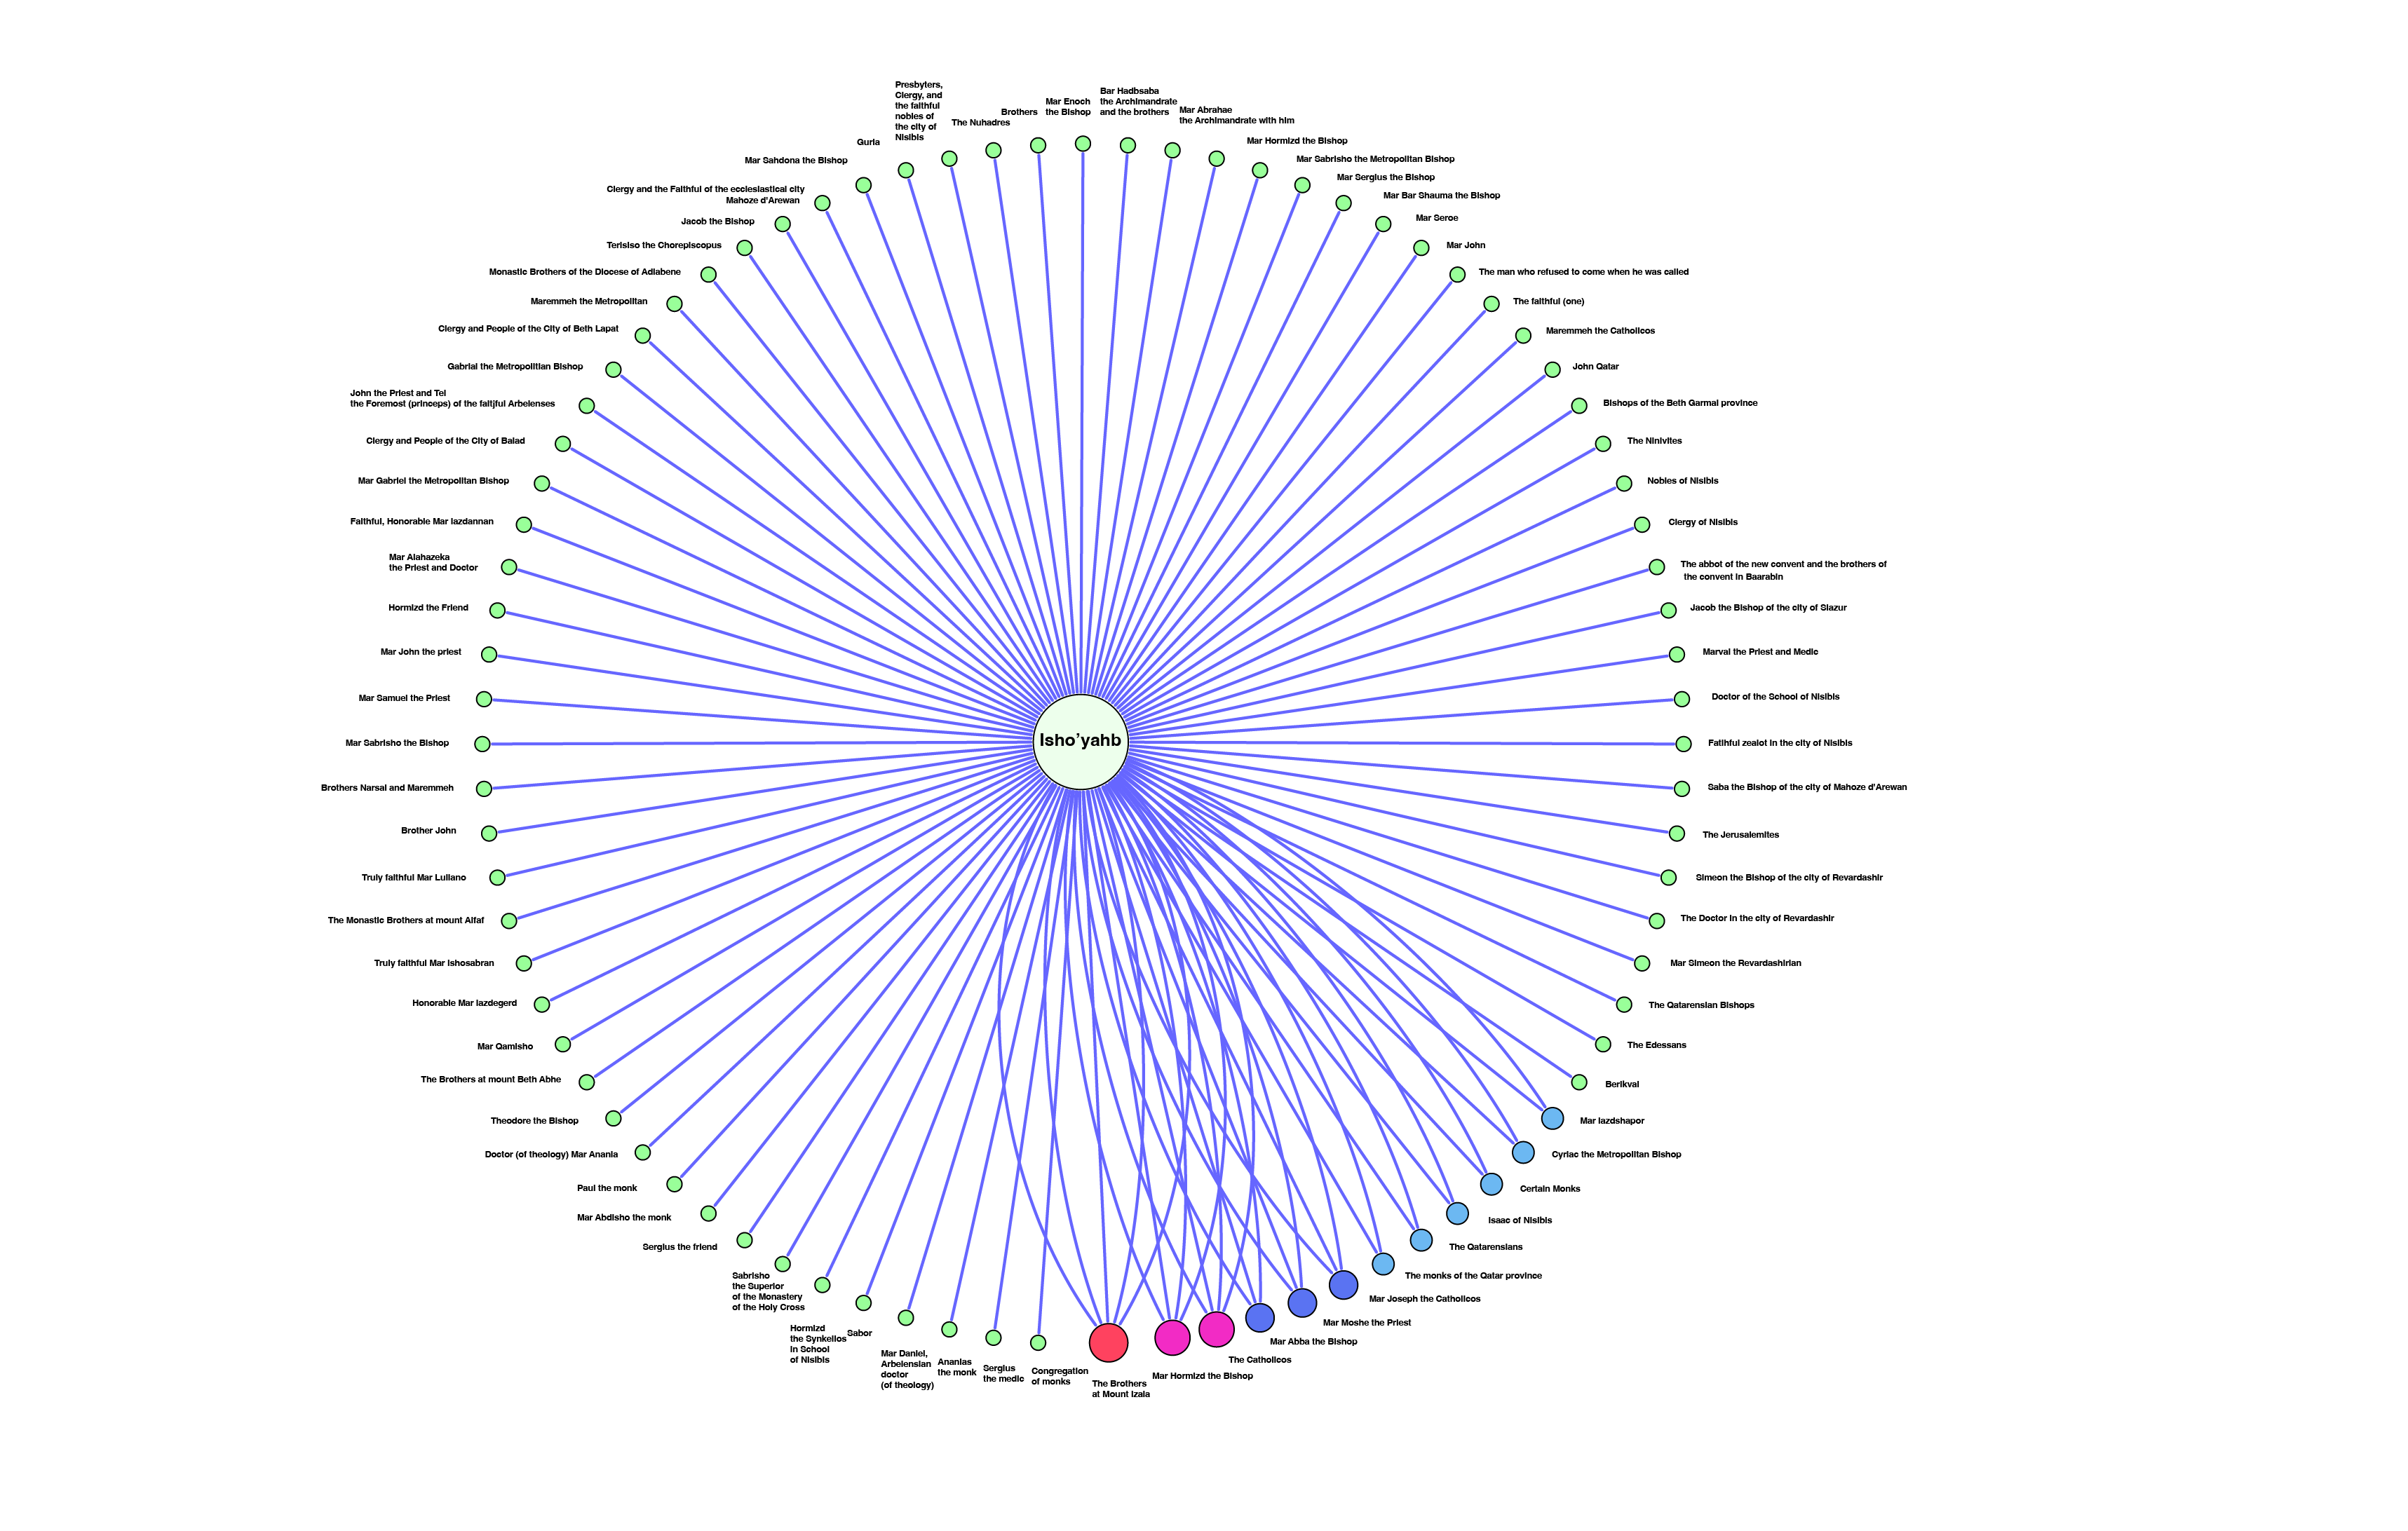 Presbyters,
Clergy, and
the faithful
nobles of
the city of
Nisibis
The Nuhadres
Brothers
Mar Enoch
the Bishop
Bar Hadbsaba
the Archimandrate
and the brothers
Mar Abrahae
the Archimandrate with him
Mar Hormizd the Bishop
Mar Sabrisho the Metropolitan Bishop
Mar Sergius the Bishop
Mar Bar Shauma the Bishop
Mar Seroe
Mar John
The man who refused to come when he was called
The faithful (one)
Maremmeh the Catholicos
John Qatar
Bishops of the Beth Garmai province
The Ninivites
Nobles of Nisibis
Clergy of Nisibis
The abbot of the new convent and the brothers of
the convent in Baarabin
Jacob the Bishop of the city of Siazur
Marval the Priest and Medic
Doctor of the School of Nisibis
Fatihful zealot in the city of Nisibis
Saba the Bishop of the city of Mahoze d'Arewan
The Jerusalemites
Simeon the Bishop of the city of Revardashir
The Doctor in the city of Revardashir
Mar Simeon the Revardashirian
The Qatarensian Bishops
The Edessans
Berikval
Mar Iazdshapor
Cyriac the Metropolitan Bishop
Certain Monks
Isaac of Nisibis
The Qatarensians
The monks of the Qatar province
Mar Joseph the Catholicos
Mar Moshe the Priest
Mar Abba the Bishop
The Catholicos
Mar Hormizd the Bishop
The Brothers
at Mount Izala
Congregation
of monks
Sergius
the medic
Ananias
the monk
Mar Daniel,
Arbelensian
doctor
(of theology)
Sabor
Hormizd
the Synkellos
in School
of Nisibis
Sabrisho
the Superior
of the Monastery
of the Holy Cross
Sergius the friend
Mar Abdisho the monk
Paul the monk
Doctor (of theology) Mar Anania
Theodore the Bishop
The Brothers at mount Beth Abhe
Mar Qamisho
Honorable Mar Iazdegerd
Truly faithful Mar Ishosabran
The Monastic Brothers at mount Alfaf
Truly faithful Mar Luliano
Brother John
Brothers Narsai and Maremmeh
Mar Sabrisho the Bishop
Mar Samuel the Priest
Mar John the priest
Hormizd the Friend
Mar Alahazeka
the Priest and Doctor
Faithful, Honorable Mar Iazdannan
Mar Gabriel the Metropolitan Bishop
Clergy and People of the City of Balad
John the Priest and Tel
the Foremost (princeps) of the faitjful Arbelenses
Gabrial the Metropolitian Bishop
Clergy and People of the City of Beth Lapat
Maremmeh the Metropolitan
Monastic Brothers of the Diocese of Adiabene
Terisiso the Chorepiscopus
Jacob the Bishop
Clergy and the Faithful of the ecclesiastical city
Mahoze d'Arewan
Mar Sahdona the Bishop
Guria
Isho’yahb